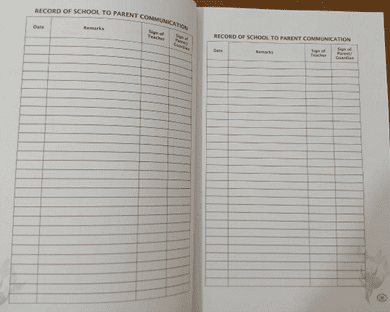 RECORD OF SCHOOL TO PARENT COMMUNICATION
Date Remarks Sign of Teacher Sign of Parent/ Guardian
RECORD OF SCHOOL TO PARENT COMMUNICATION
Date Remarks Sign of Teacher Sign of Parent/ Guardian